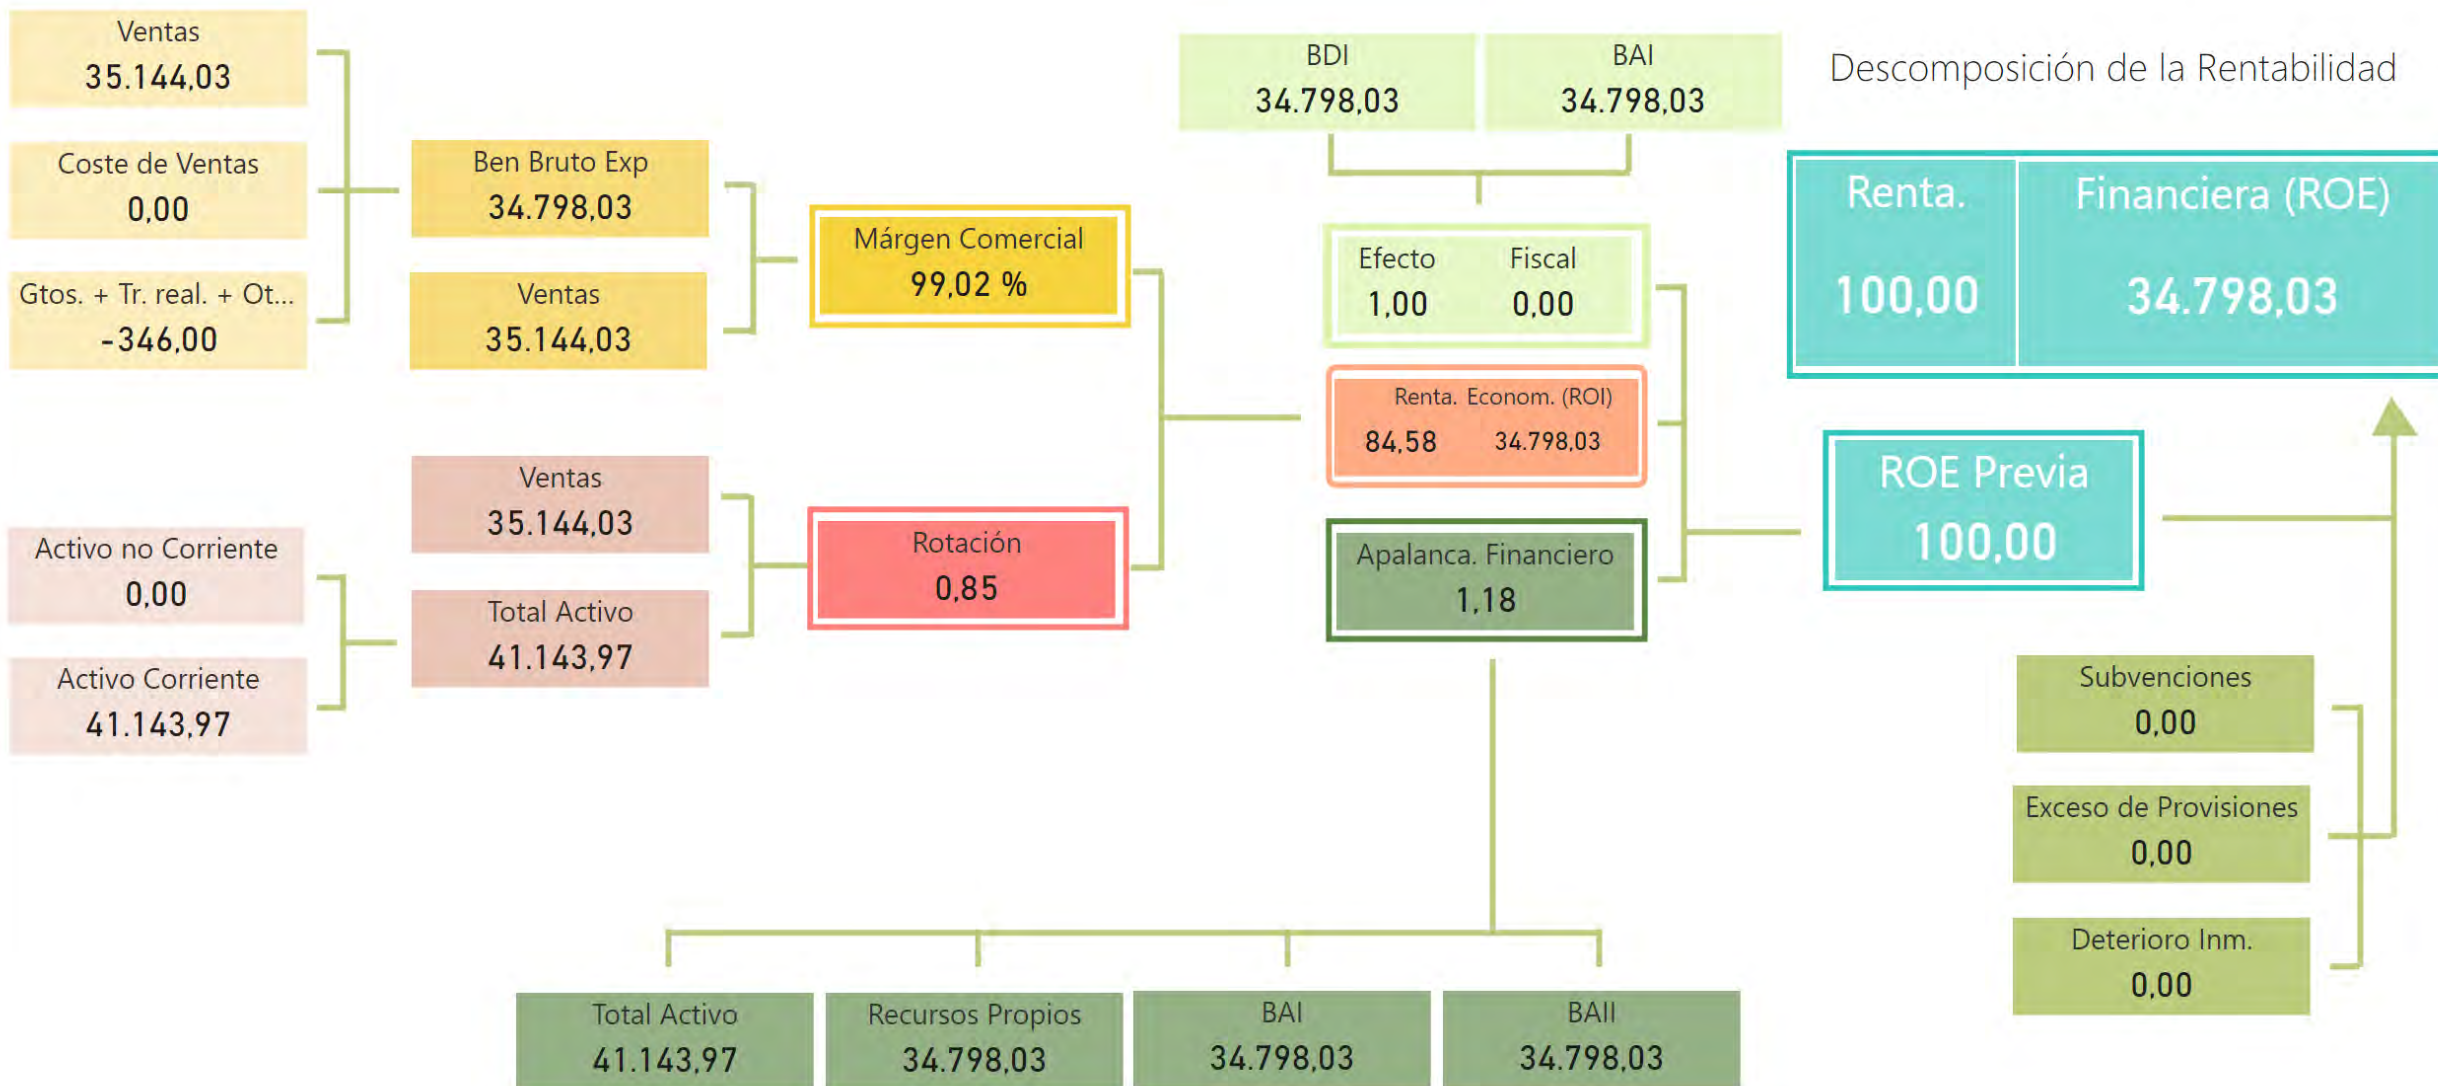 Descomposición de la Rentabilidad
Ventas
35.144,03
Coste de Ventas
0,00
Gtos. + Tr. real. + Ot...
-346,00
Ben Bruto Exp
34.798,03
Ventas
35.144,03
Márgen Comercial
99,02 %
Activo no Corriente
0,00
Activo Corriente
41.143,97
Ventas
35.144,03
Total Activo
41.143,97
Rotación
0,85
BDI
34.798,03
BAI
34.798,03
Efecto Fiscal
1,00 0,00
Renta. Econom. (ROI)
84,58 34.798,03
Apalanca. Financiero
1,18
Renta. Financiera (ROE)
100,00 34.798,03
ROE Previa
100,00
Subvenciones
0,00
Exceso de Provisiones
0,00
Deterioro Inm.
0,00
Total Activo
41.143,97
Recursos Propios
34.798,03
BAI
34.798,03
BAII
34.798,03